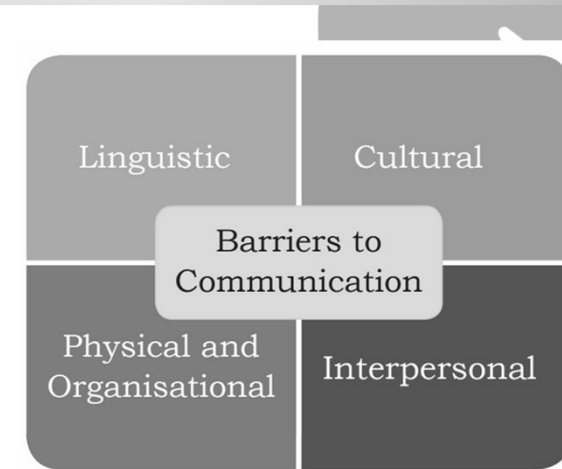 Linguistic
Cultural
Barriers to
Communication
Physical and
Organisational
Interpersonal